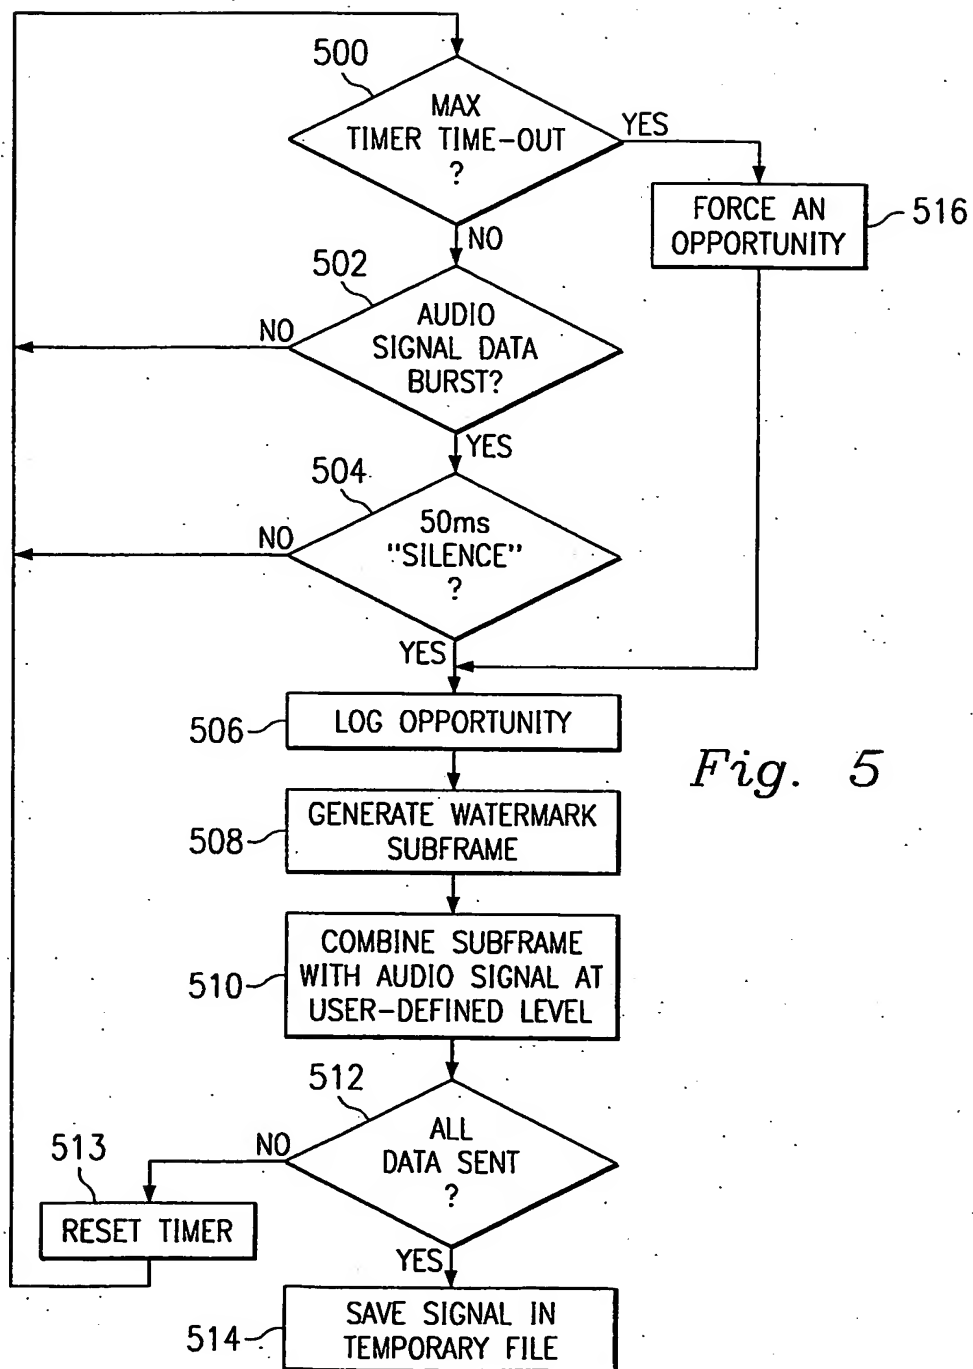 500
MAX
TIMER TIME-OUT
?
YES
NO
FORCE AN
OPPORTUNITY
516
502
AUDIO
SIGNAL DATA
BURST?
NO
YES
504
50ms
"SILENCE"
?
NO
YES
506
LOG OPPORTUNITY
Fig. 5
508
GENERATE WATERMARK
SUBFRAME
510
COMBINE SUBFRAME
WITH AUDIO SIGNAL AT
USER-DEFINED LEVEL
512
ALL
DATA SENT
?
NO
513
RESET TIMER
YES
514
SAVE SIGNAL IN
TEMPORARY FILE